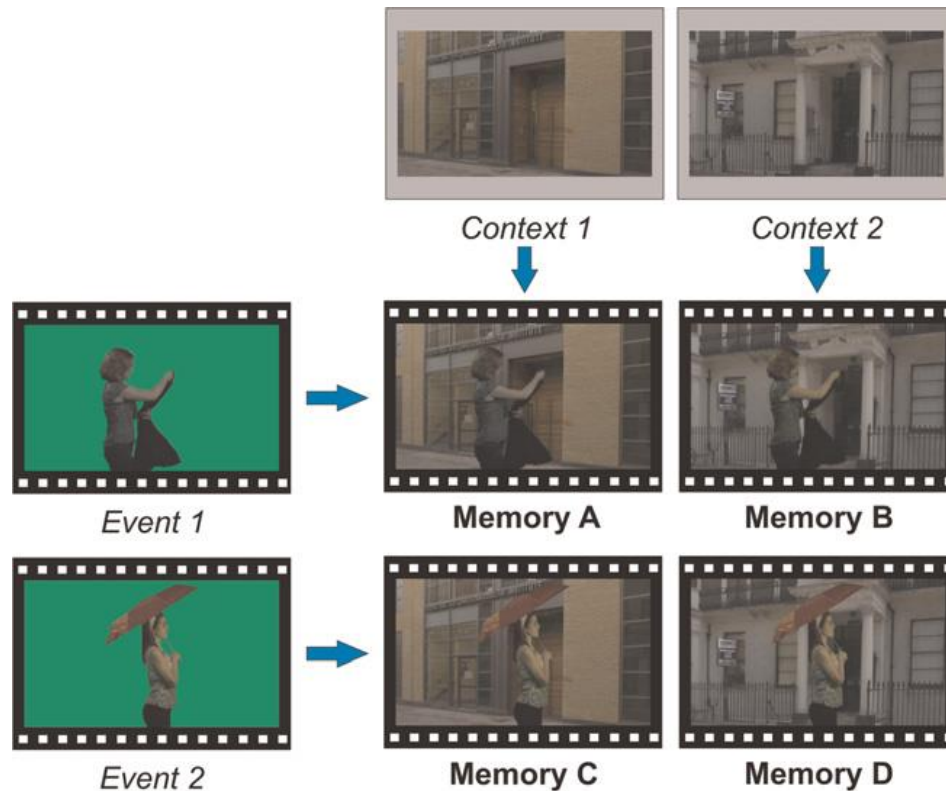 Context 1
Context 2
Event 1
Memory A
Memory B
Event 2
Memory C
Memory D